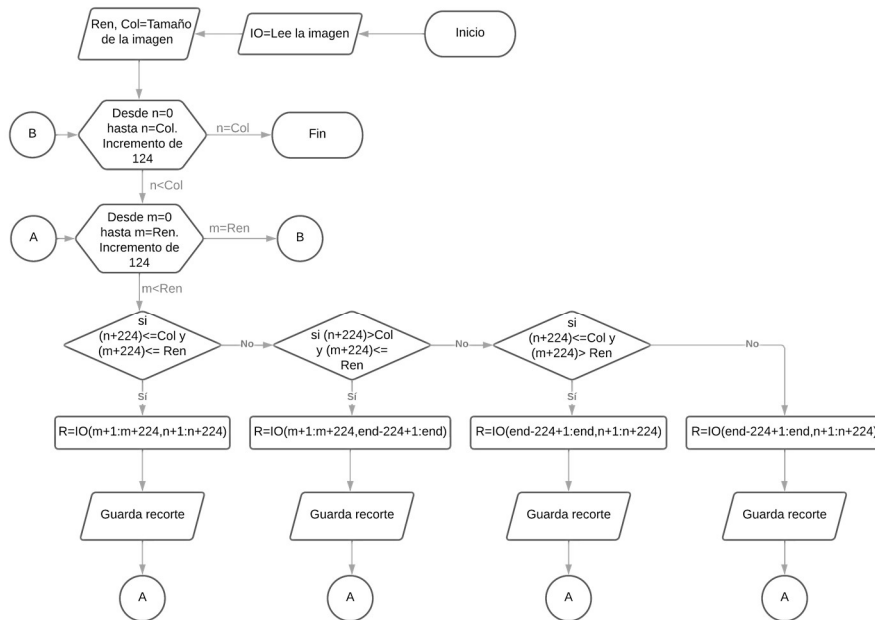 Ren, Col=Tamaño
de la imagen
IO=Lee la imagen
Inicio
B
Desde n=0
hasta n=Col.
Incremento de
124
n=Col
Fin
n<Col
A
Desde m=0
hasta m=Ren.
Incremento de
124
m=Ren
B
m<Ren
si
(n+224)<=Col y
(m+224)<= Ren
No
si (n+224)>Col
y (m+224)<=
Ren
No
si
(n+224)<=Col y
(m+224)> Ren
No
Sí
Sí
Sí
R=IO(m+1:m+224,n+1:n+224)
R=IO(m+1:m+224,end-224+1:end)
R=IO(end-224+1:end,n+1:n+224)
R=IO(end-224+1:end,n+1:n+224)
Guarda recorte
Guarda recorte
Guarda recorte
Guarda recorte
A
A
A
A